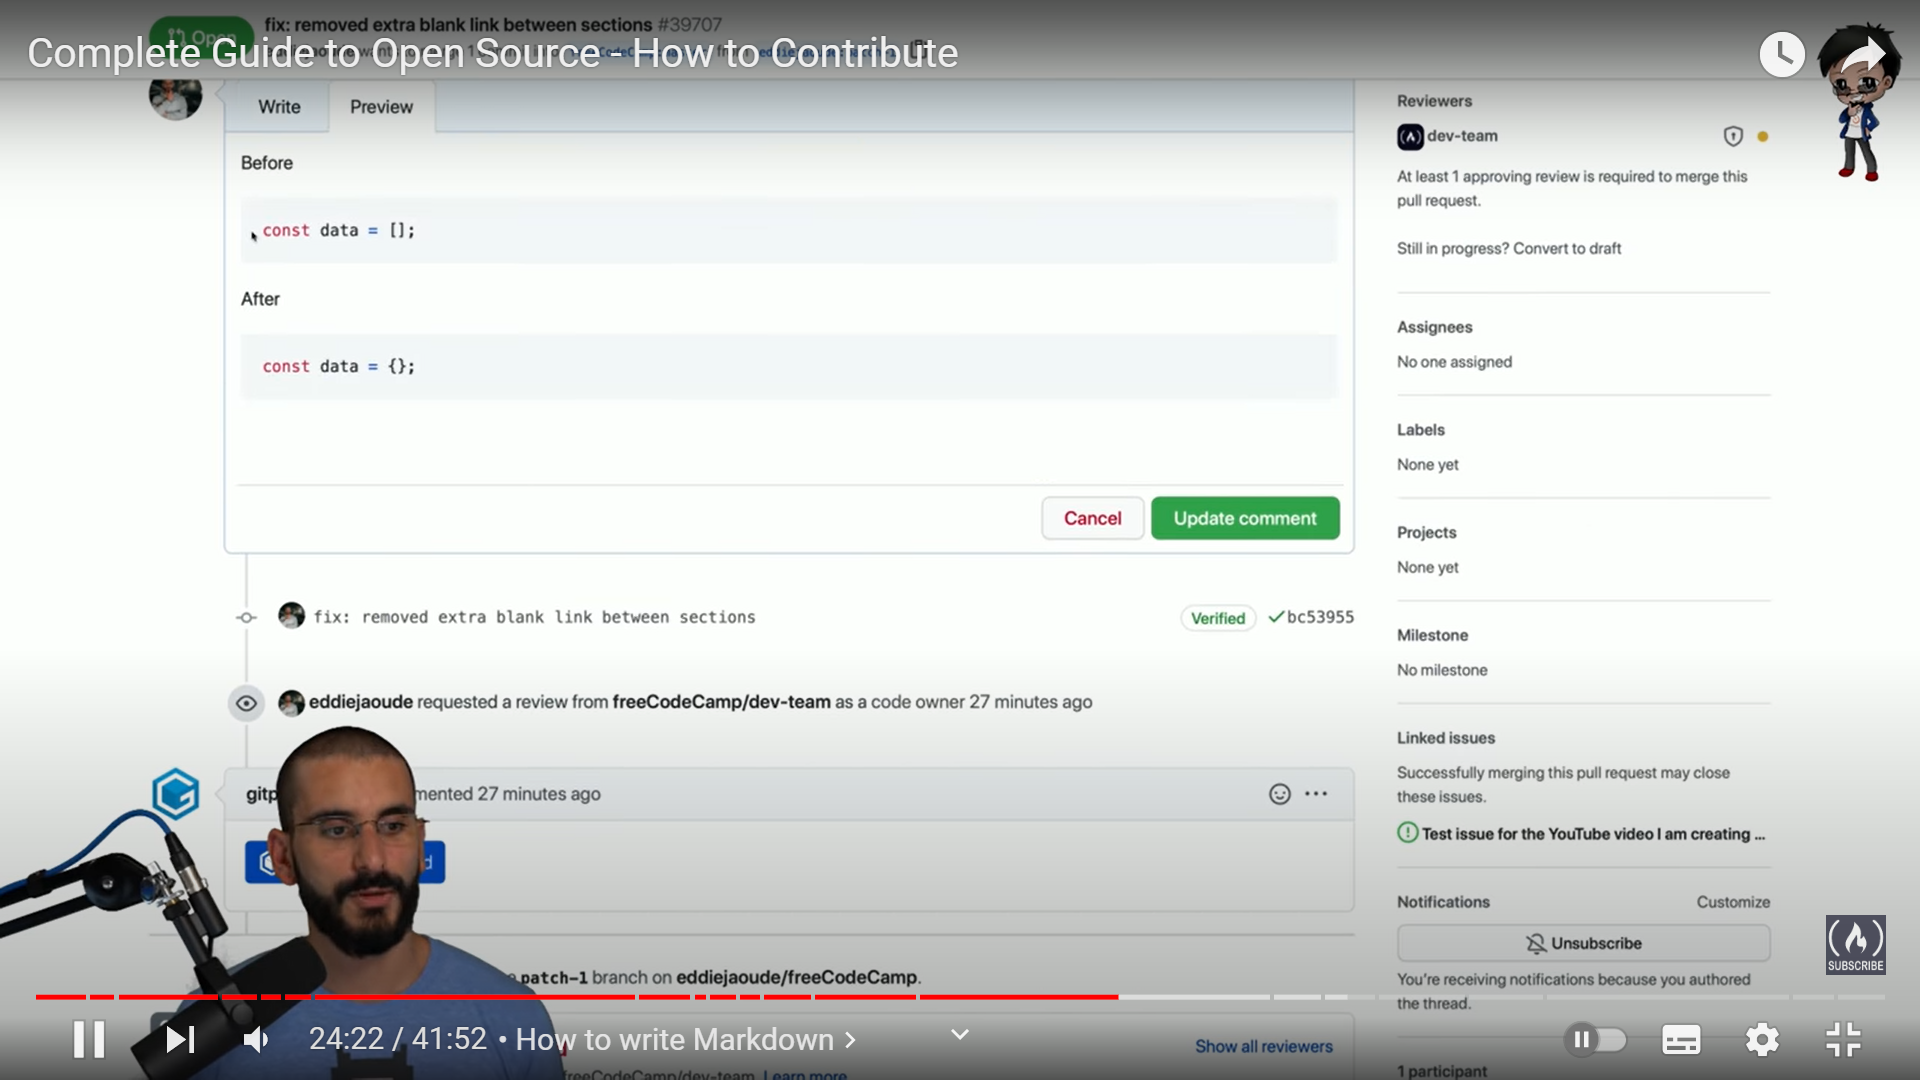 Open
fix: removed extra blank link between sections #39707
Complete Guide to Open Source - How to Contribute
Write
Preview
Before
const data = [];
After
const data = {};
Cancel
Update comment
fix: removed extra blank link between sections
Verified
bc53955
eddiejaoude requested a review from freeCodeCamp/dev-team as a code owner 27 minutes ago
gitp
mented 27 minutes ago
d
patch-1 branch on eddiejaoude/freeCodeCamp.
Reviewers
dev-team
At least 1 approving review is required to merge this
pull request.
Still in progress? Convert to draft
Assignees
No one assigned
Labels
None yet
Projects
None yet
Milestone
No milestone
Linked issues
Successfully merging this pull request may close
these issues.
Test issue for the YouTube video I am creating ...
Notifications
Customize
Unsubscribe
You're receiving notifications because you authored
the thread.
SUBSCRIBE
24:22 / 41:52 • How to write Markdown
Show all reviewers
freeCodeCamp/dev-team. Learn more
1 participant